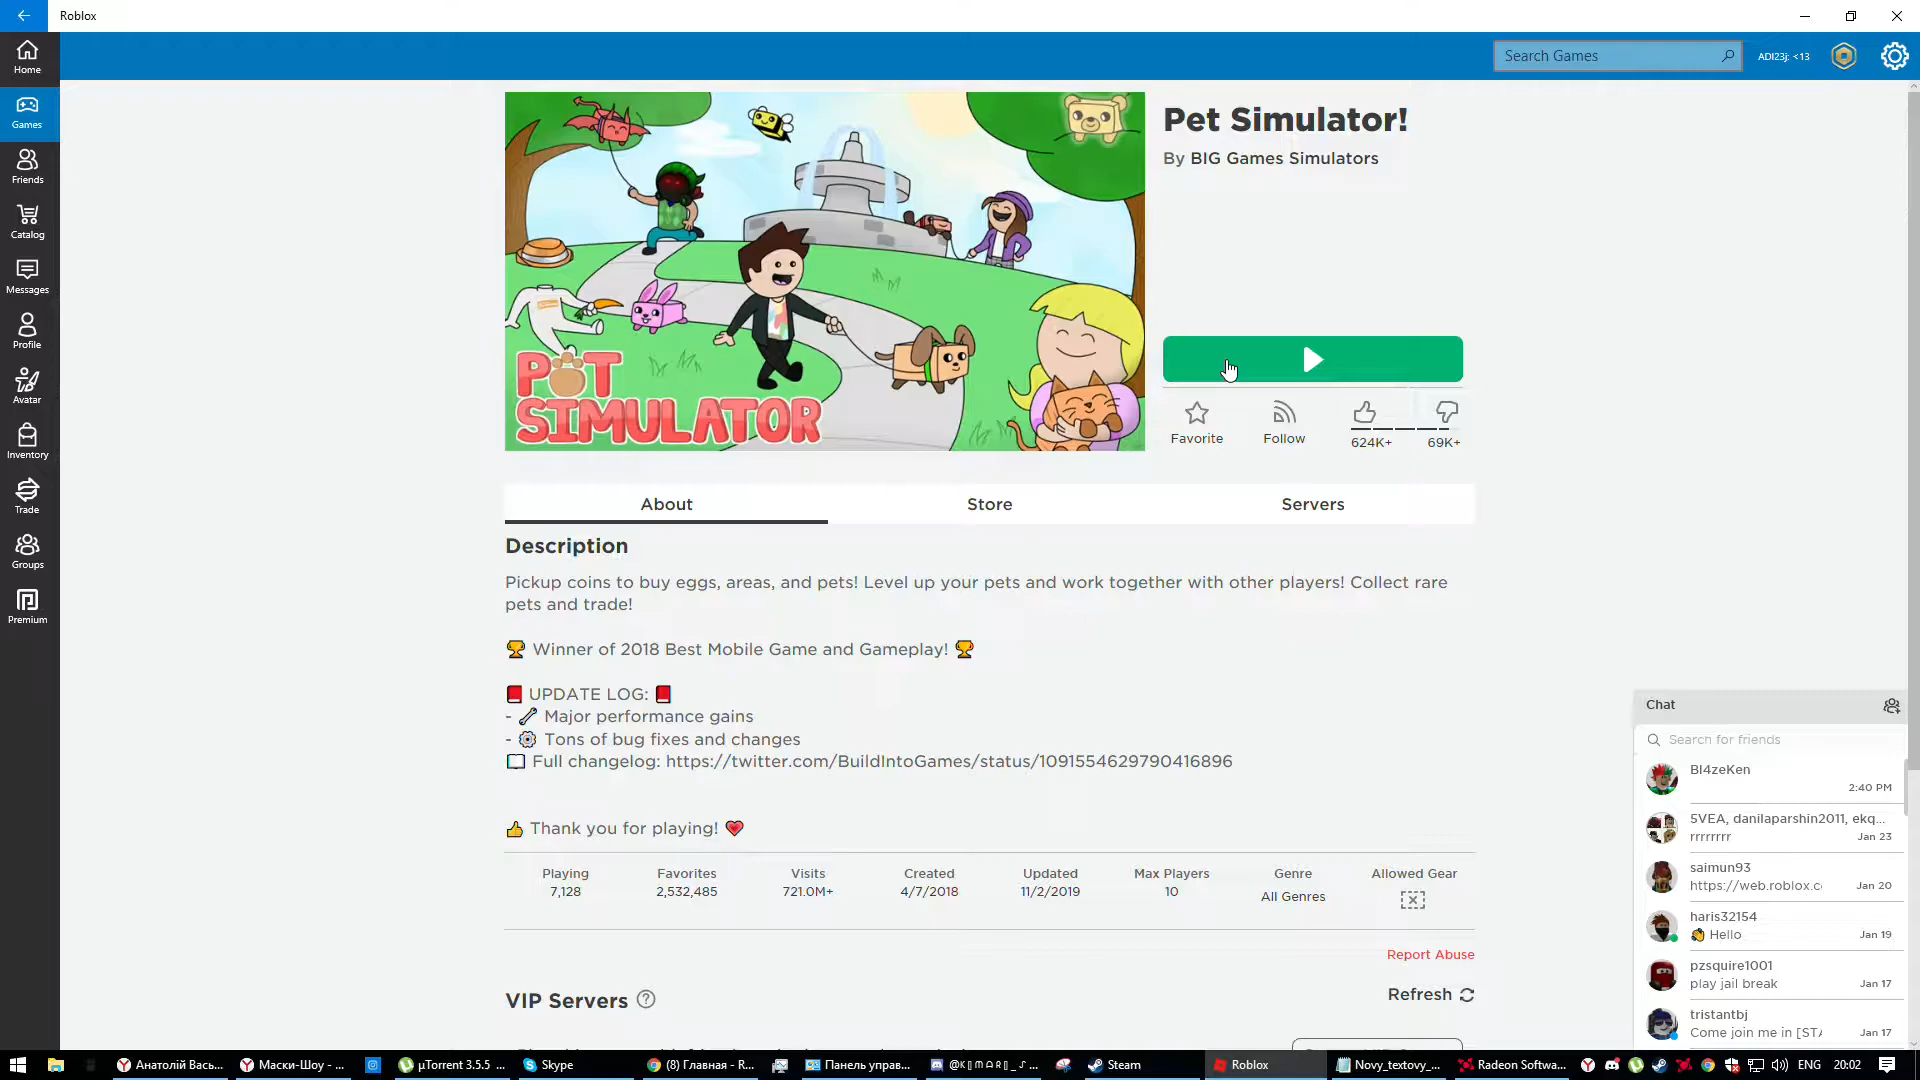 Roblox
Home
Games
Friends
Catalog
Messages
Profile
Avatar
Inventory
Trade
Groups
Premium
Search Games
ADI23j: <13
PET
SIMULATOR
Pet Simulator!
By BIG Games Simulators
Favorite
Follow
624K+
69K+
About
Store
Servers
Description
Pickup coins to buy eggs, areas, and pets! Level up your pets and work together with other players! Collect rare
pets and trade!
🏆 Winner of 2018 Best Mobile Game and Gameplay! 🏆
📕 UPDATE LOG: 📕
- 🔧 Major performance gains
- ⚙️ Tons of bug fixes and changes
📖 Full changelog: https://twitter.com/BuildIntoGames/status/1091554629790416896
👍 Thank you for playing! 💗
Playing Favorites Visits Created Updated Max Players Genre Allowed Gear
7,128 2,532,485 721.0M+ 4/7/2018 11/2/2019 10 All Genres
Report Abuse
VIP Servers
Refresh
Chat
Search for friends
Bl4zeKen
2:40 PM
5VEA, danilaparshin2011, ekq...
rrrrrrrr Jan 23
saimun93
https://web.roblox.c Jan 20
haris32154
👋 Hello Jan 19
pzsquire1001
play jail break Jan 17
tristantbj
Come join me in [STA Jan 17
Анатолій Вась...
Маски-Шоу - ...
µTorrent 3.5.5 ...
Skype
(8) Главная - R...
Панель управ...
Steam
Roblox
Novy_textovy_...
Radeon Softwa...
ENG
20:02